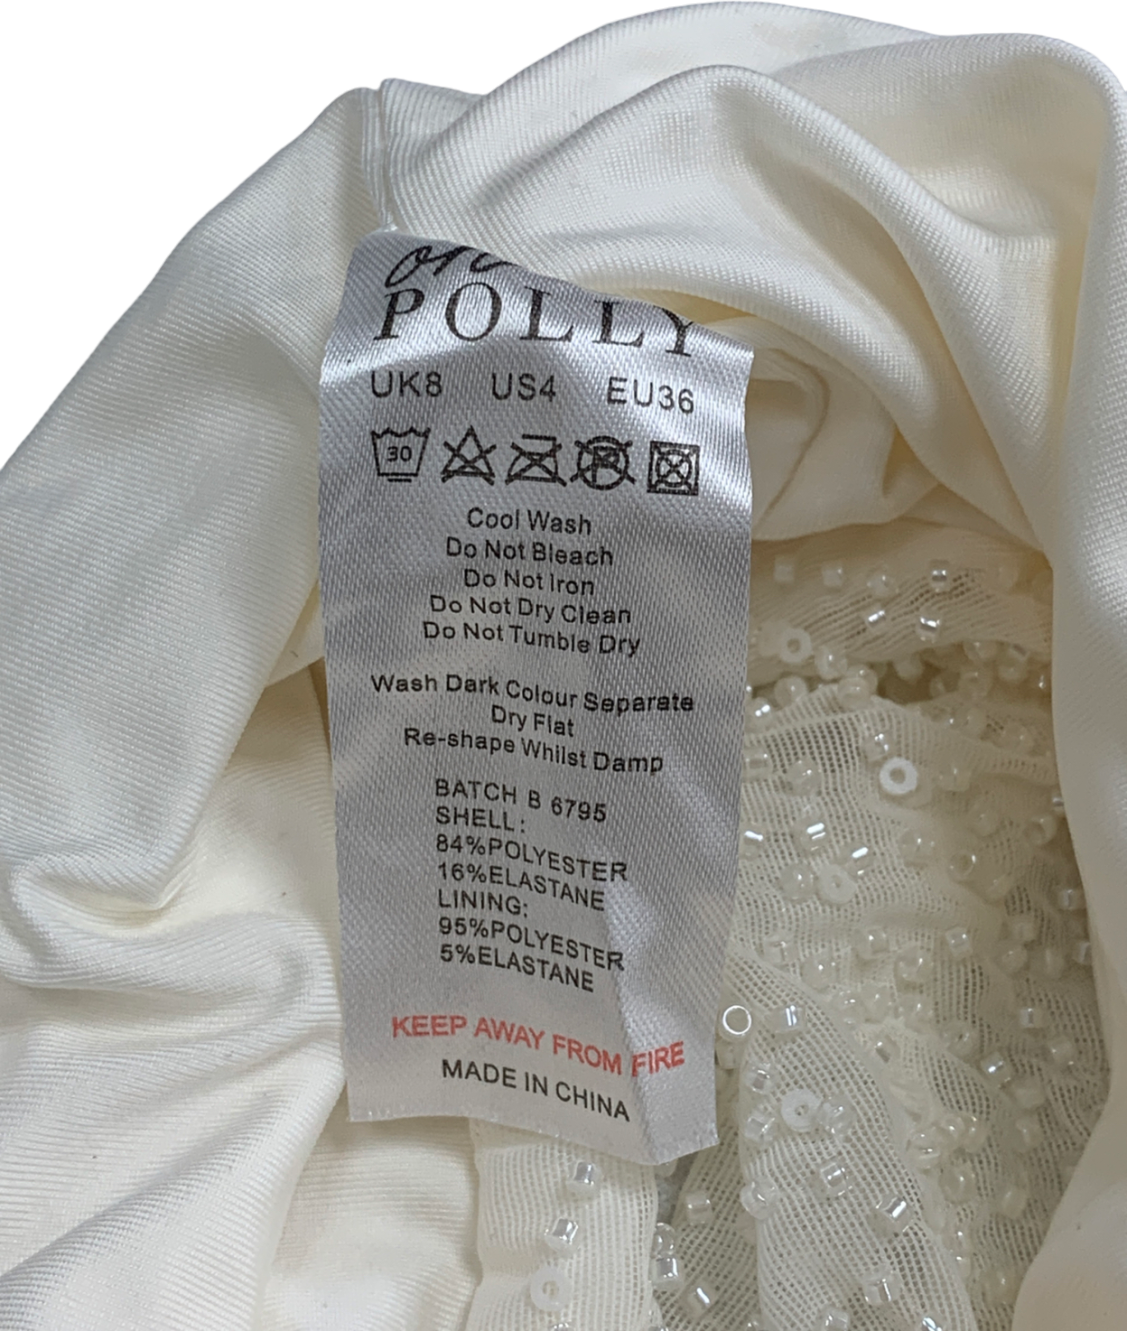 POLLY
UK8 US4 EU36
30
P
Cool Wash
Do Not Bleach
Do Not Iron
Do Not Dry Clean
Do Not Tumble Dry
Wash Dark Colour Separate
Dry Flat
Re-shape Whilst Damp
BATCH B 6795
SHELL:
84%POLYESTER
16%ELASTANE
LINING:
95%POLYESTER
5%ELASTANE
KEEP AWAY FROM FIRE
MADE IN CHINA